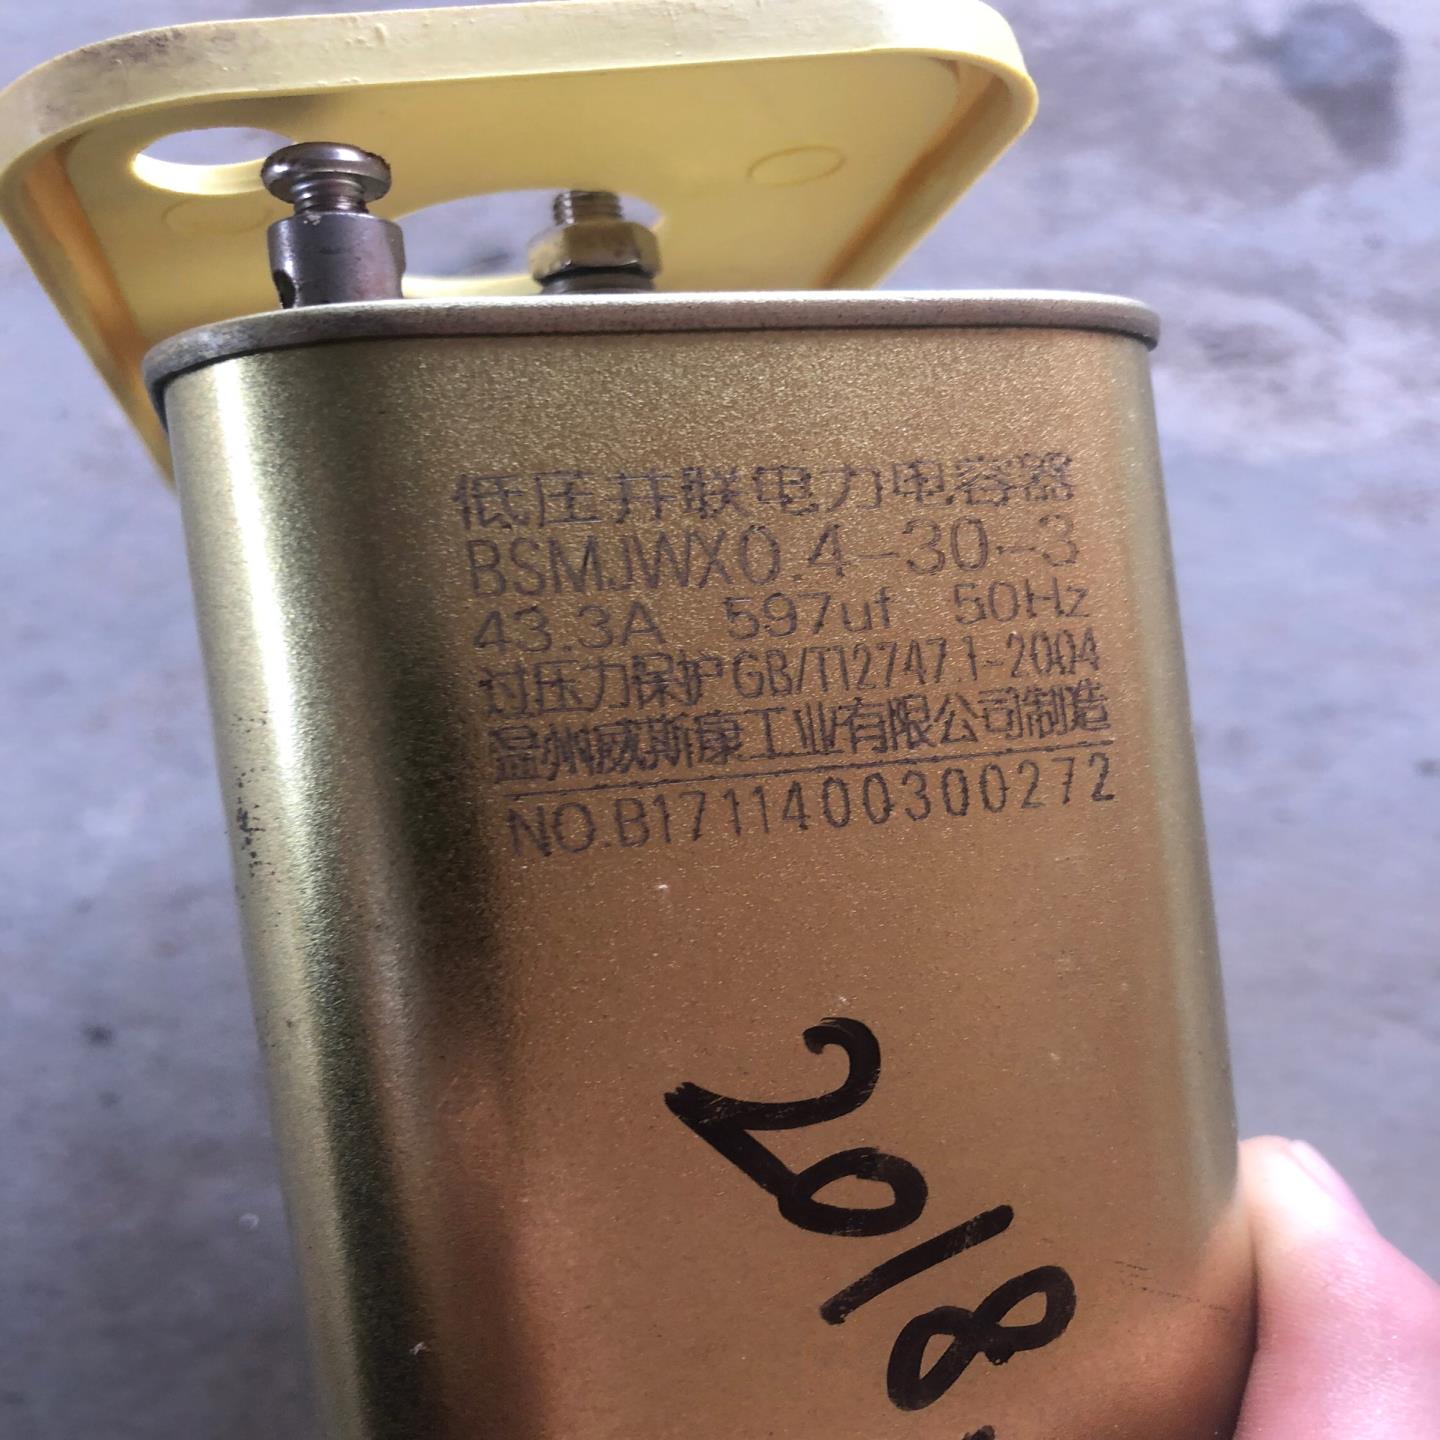 低压并联电力电容器
BSMJWX0.4-30-3
43.3A 597uf 50Hz
过压力保护GB/T12747.1-2004
温州威斯康工业有限公司制造
NO.B1711400300272
2018